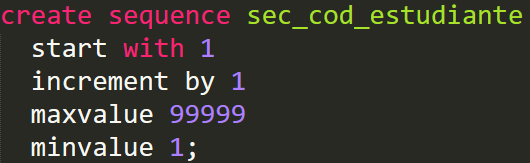 create sequence sec_cod_estudiante
start with 1
increment by 1
maxvalue 99999
minvalue 1;